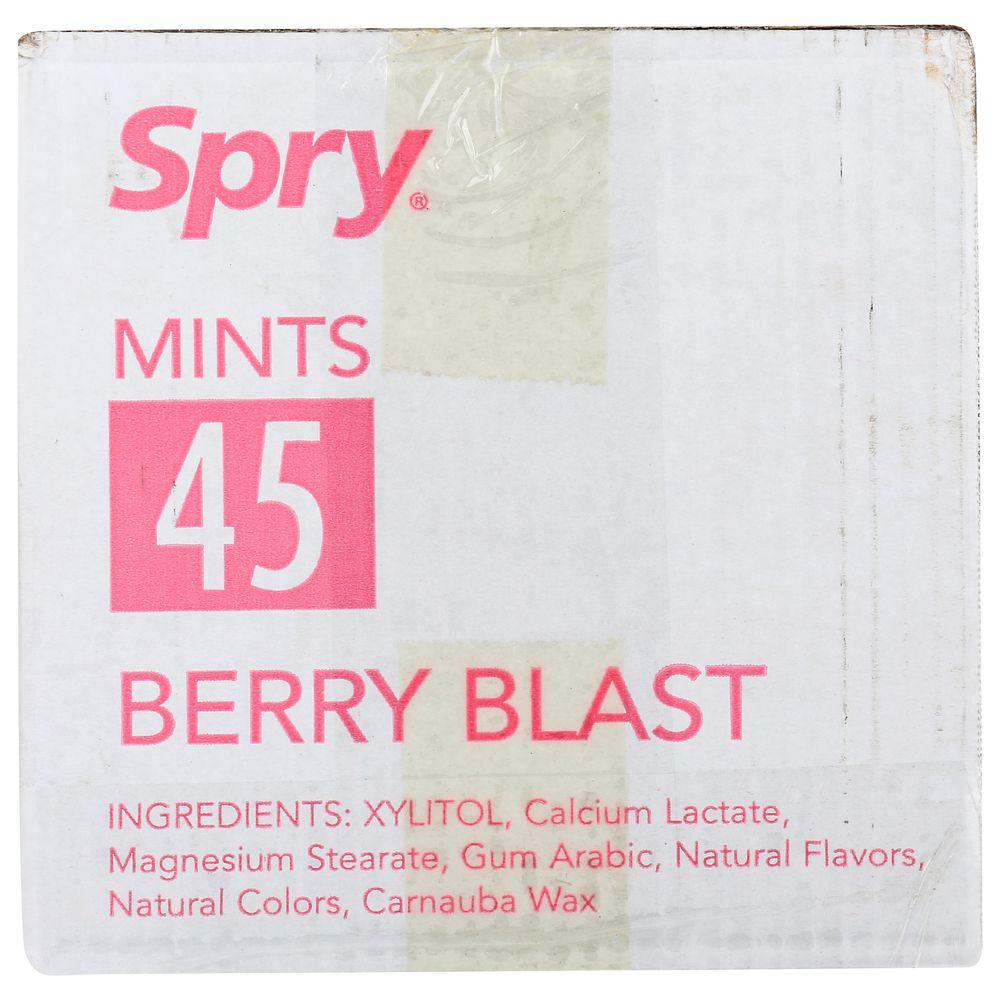 Spry®
MINTS
45
BERRY BLAST
INGREDIENTS: XYLITOL, Calcium Lactate,
Magnesium Stearate, Gum Arabic, Natural Flavors,
Natural Colors, Carnauba Wax